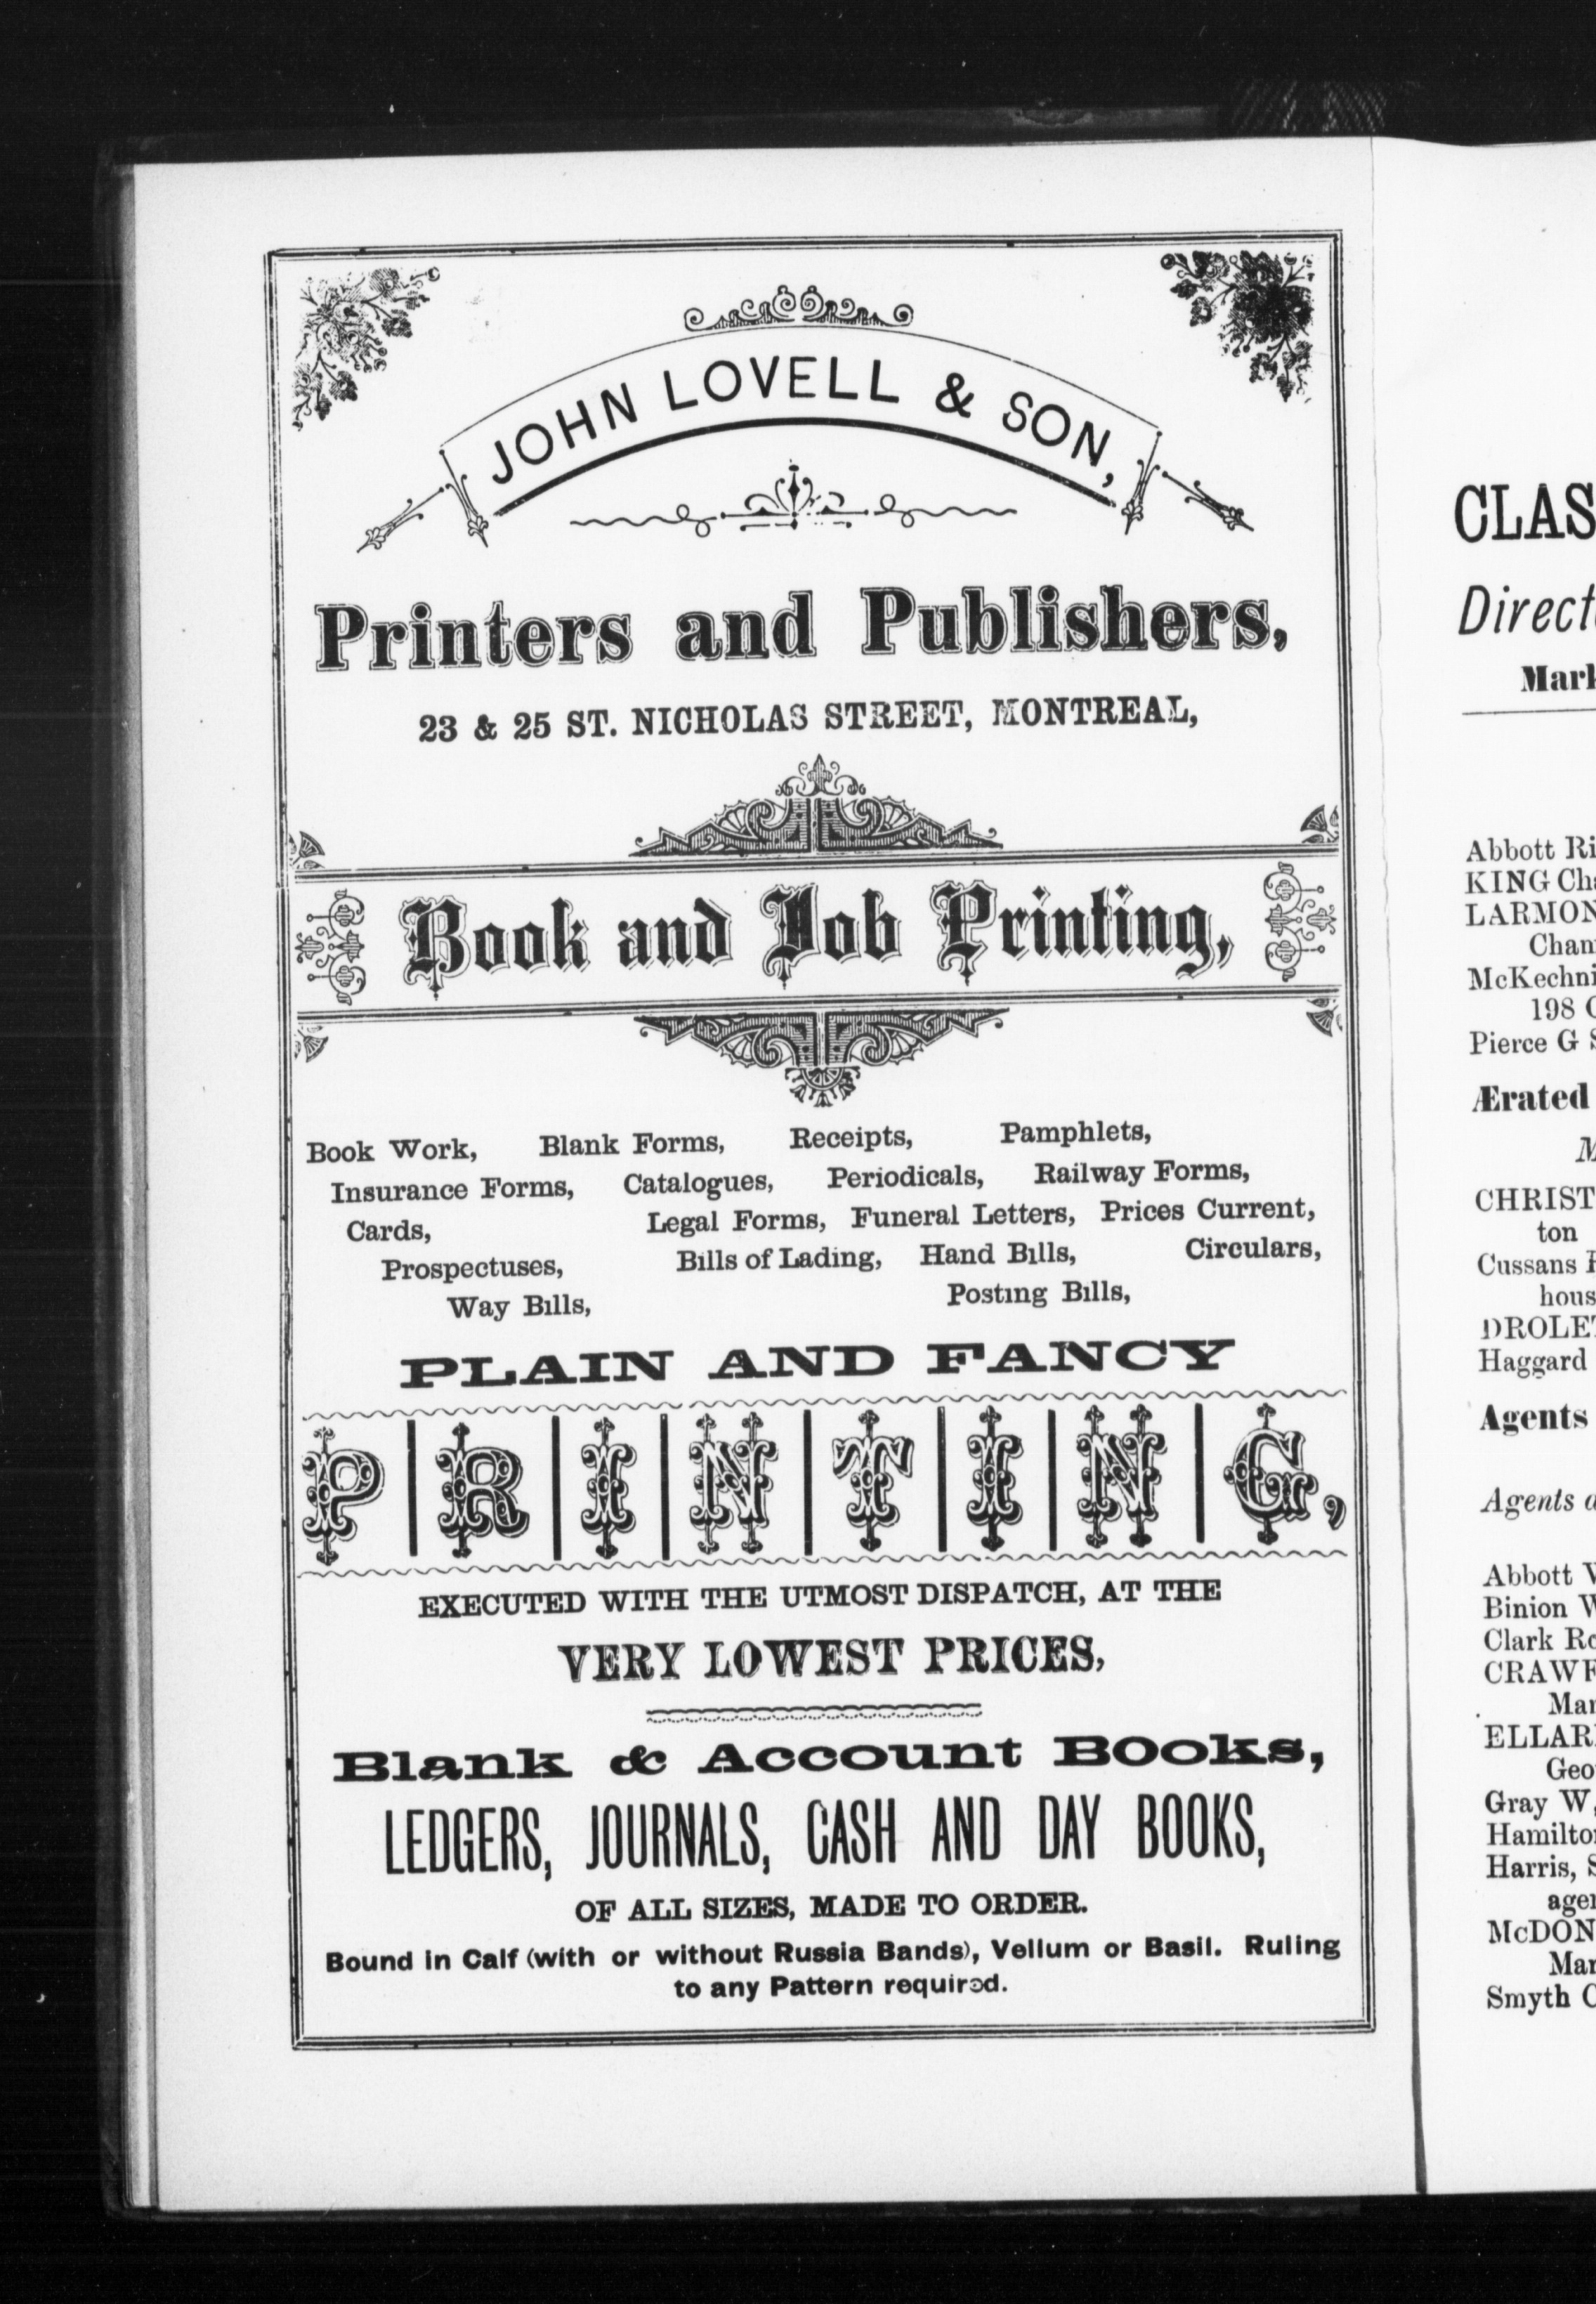 JOHN LOVELL & SON,
Printers and Publishers,
23 & 25 ST. NICHOLAS STREET, MONTREAL,
Book and Job Printing,
Book Work, Blank Forms, Receipts, Pamphlets,
Insurance Forms, Catalogues, Periodicals, Railway Forms,
Cards, Legal Forms, Funeral Letters, Prices Current,
Prospectuses, Bills of Lading, Hand Bills, Circulars,
Way Bills, Posting Bills,
PLAIN AND FANCY
PRINTING,
EXECUTED WITH THE UTMOST DISPATCH, AT THE
VERY LOWEST PRICES,
Blank & Account BOoks,
LEDGERS, JOURNALS, CASH AND DAY BOOKS,
OF ALL SIZES, MADE TO ORDER.
Bound in Calf (with or without Russia Bands), Vellum or Basil. Ruling
to any Pattern required.
CLAS
Direct
Mark
Abbott Ri
KING Cha
LARMON
Chan
McKechni
198
Pierce G
Ærated
CHRIST
ton
Cussans
hous
DROLET
Haggard
Agents
Agents
Abbott
Binion
Clark Ro
CRAWF
Mar
ELLAR
Geo
Gray W
Hamilto
Harris,
age
McDON
Mar
Smyth